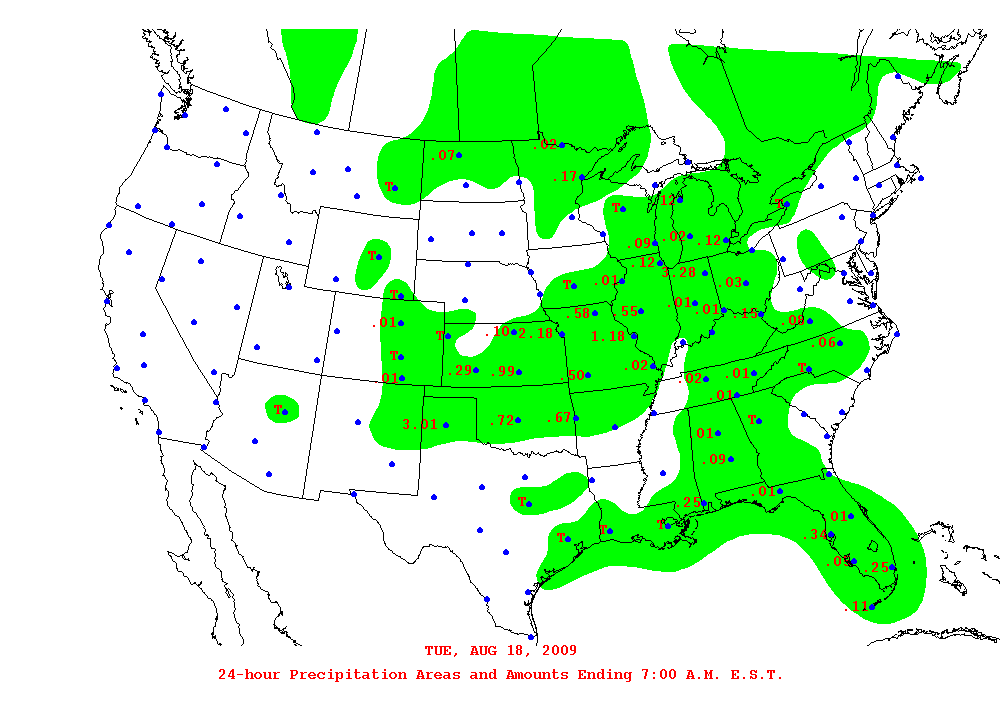 .02
.07
.17
T
.12
T
T
.09 .02 .12
T
.12
3.28
.01 .03
T
T
.58 .55 .01 .01 .15
.01 .08
.10 2.18
T 1.18 .06
T
.29 .99 .50 .02 .01 T
.01 .02
.01
3.01 .72 .67 T
.01
.09
.01
T .25
.01
T T
T .34
.09 .25
.11
TUE, AUG 18, 2009
24-hour Precipitation Areas and Amounts Ending 7:00 A.M. E.S.T.